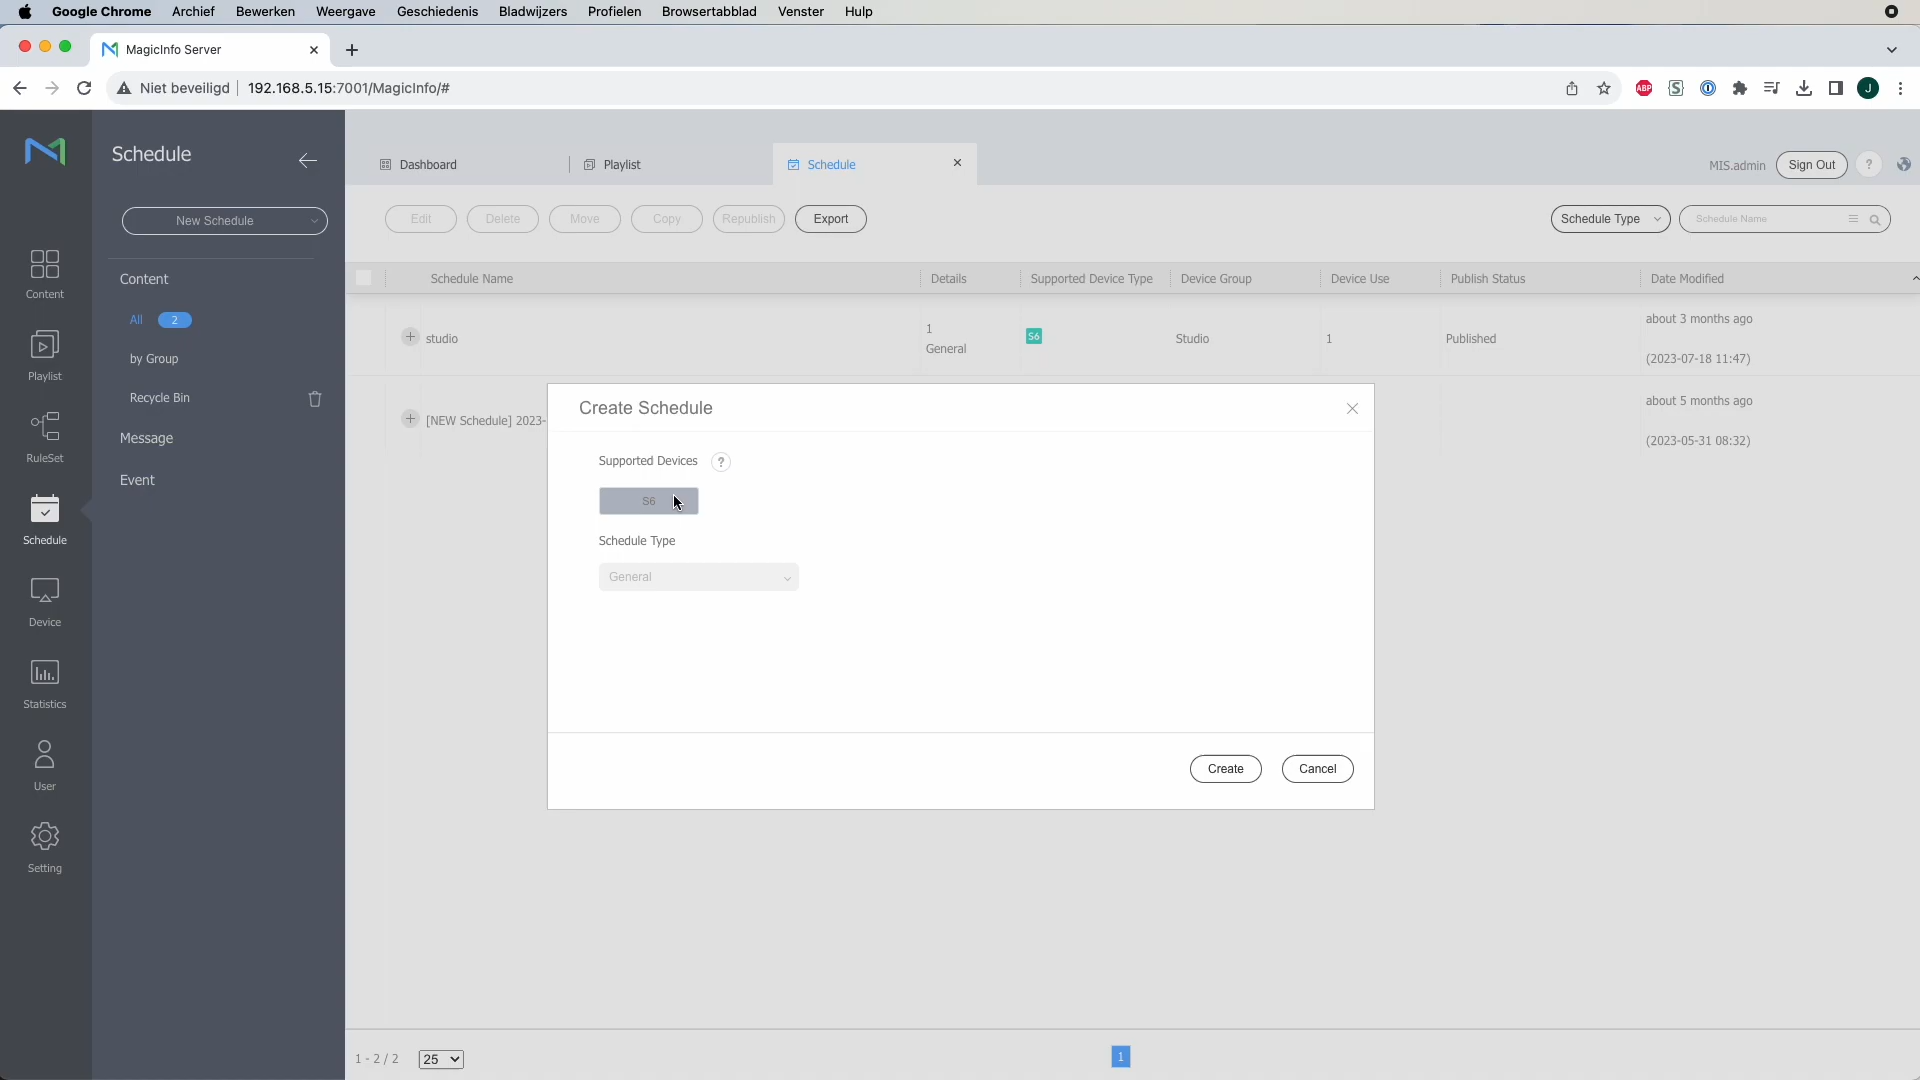 Google Chrome Archief Bewerken Weergave Geschiedenis Bladwijzers Profielen Browsertabblad Venster Hulp
MagicInfo Server
Niet beveiligd 192.168.5.15:7001/MagicInfo/#
ABP S J
Schedule
Dashboard Playlist Schedule MIS.admin Sign Out ?
New Schedule Edit Delete Move Copy Republish Export Schedule Type Schedule Name
Content Schedule Name Details Supported Device Type Device Group Device Use Publish Status Date Modified
Content
All 2
about 3 months ago
studio 1 General S6 Studio 1 Published
by Group (2023-07-18 11:47)
Playlist
Recycle Bin about 5 months ago
[NEW Schedule] 2023-
Message (2023-05-31 08:32)
RuleSet
Event
Schedule
Create Schedule
Supported Devices ?
S6
Schedule Type
General
Device
Statistics
User
Create Cancel
Setting
1 - 2 / 2 25 1